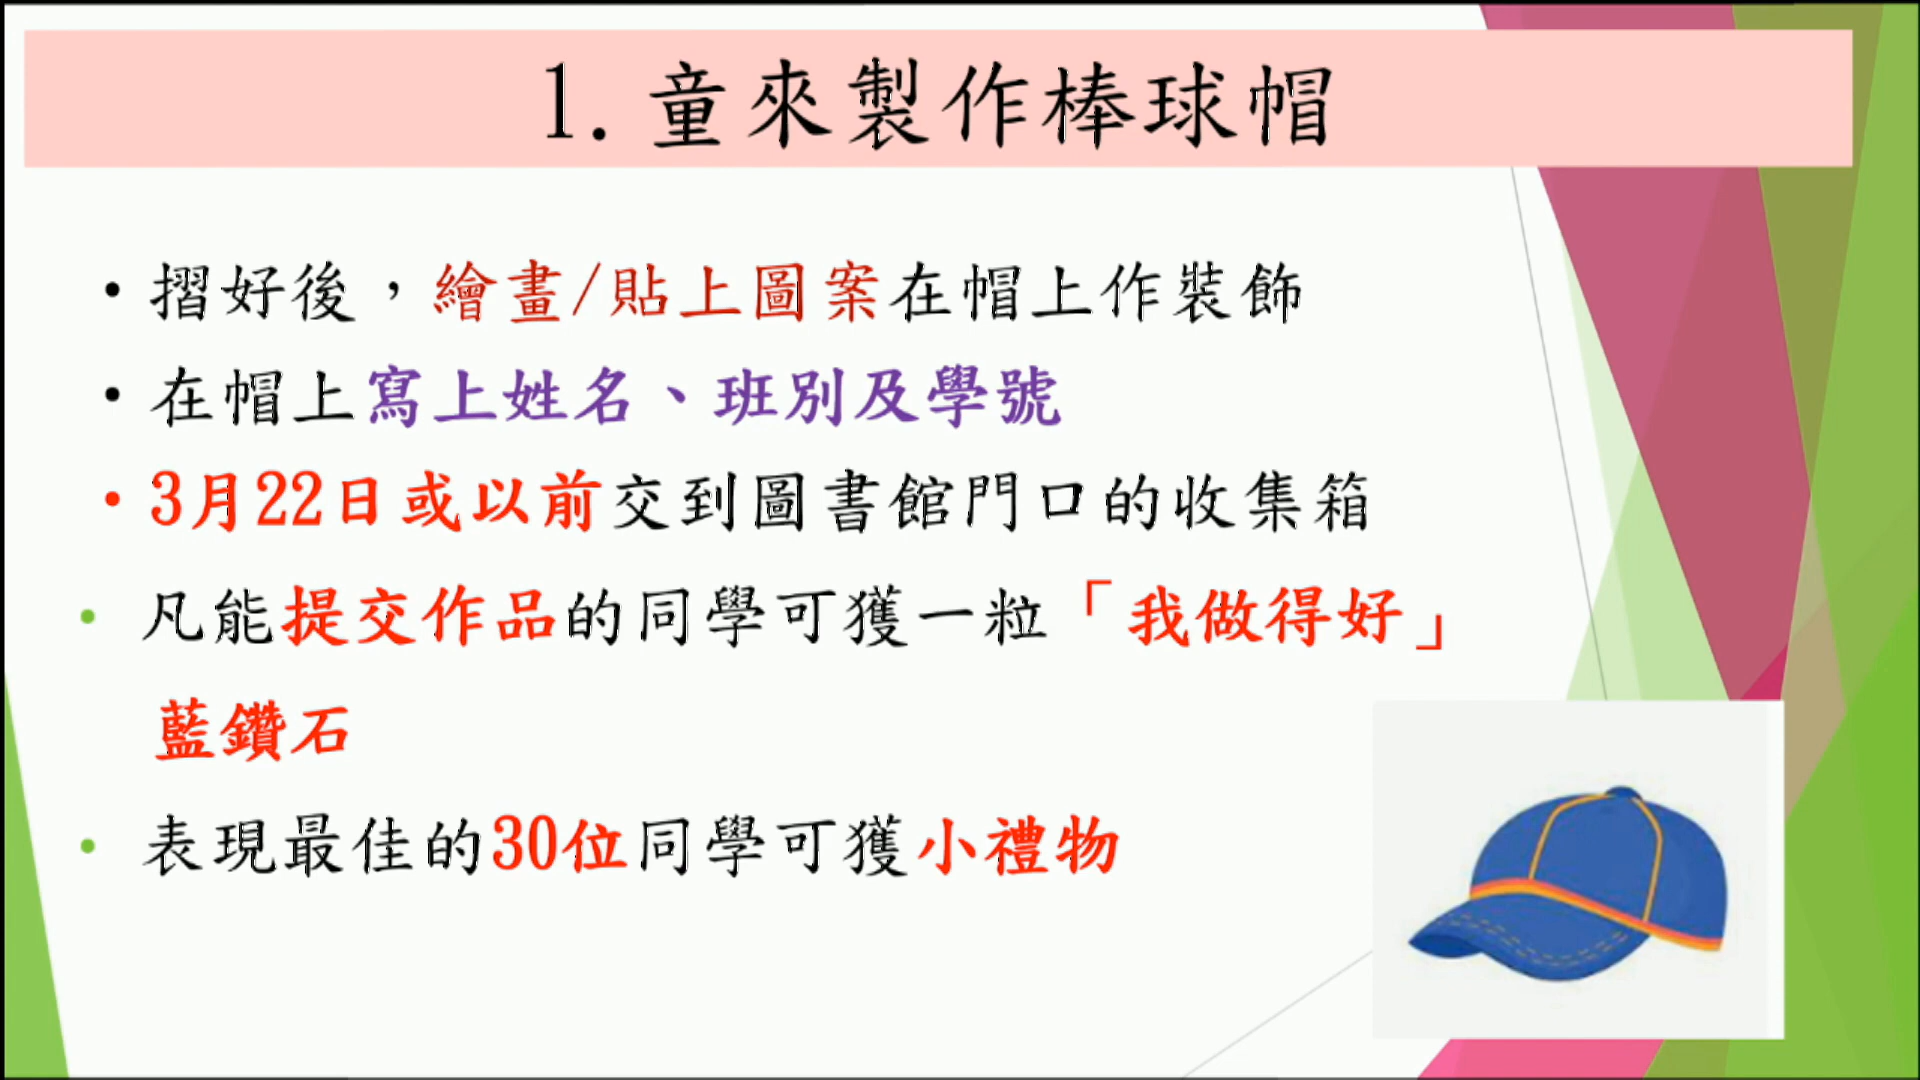 1.童來製作棒球帽
•摺好後，繪畫/貼上圖案在帽上作裝飾
•在帽上寫上姓名、班別及學號
•3月22日或以前交到圖書館門口的收集箱
•凡能提交作品的同學可獲一粒「我做得好」
藍鑽石
•表現最佳的30位同學可獲小禮物